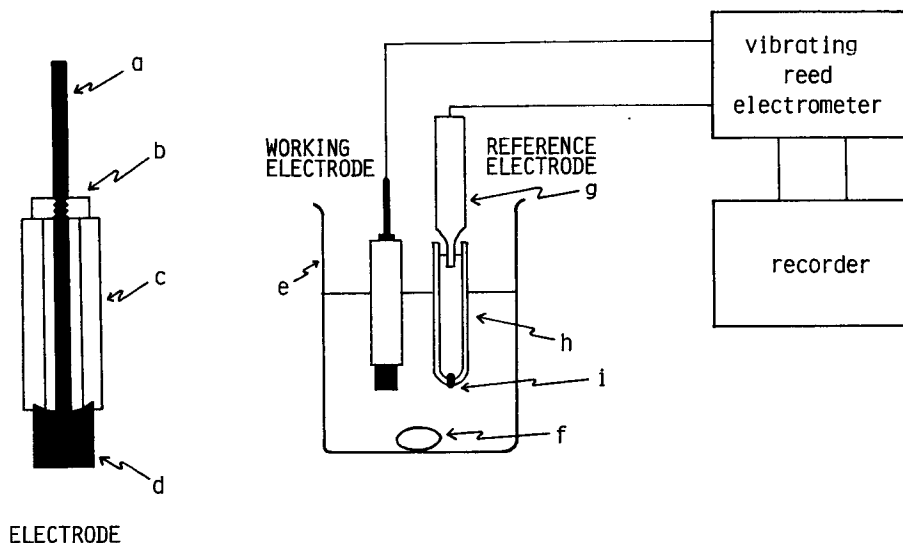 a
b
c
d
ELECTRODE
WORKING
ELECTRODE
REFERENCE
ELECTRODE
g
e
h
i
f
vibrating
reed
electrometer
recorder